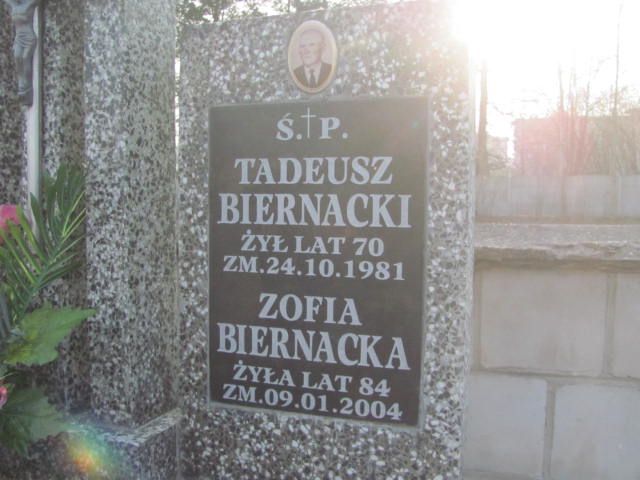 Ś.†P.
TADEUSZ
BIERNACKI
ŻYŁ LAT 70
ZM.24.10.1981
ZOFIA
BIERNACKA
ŻYŁA LAT 84
ZM.09.01.2004